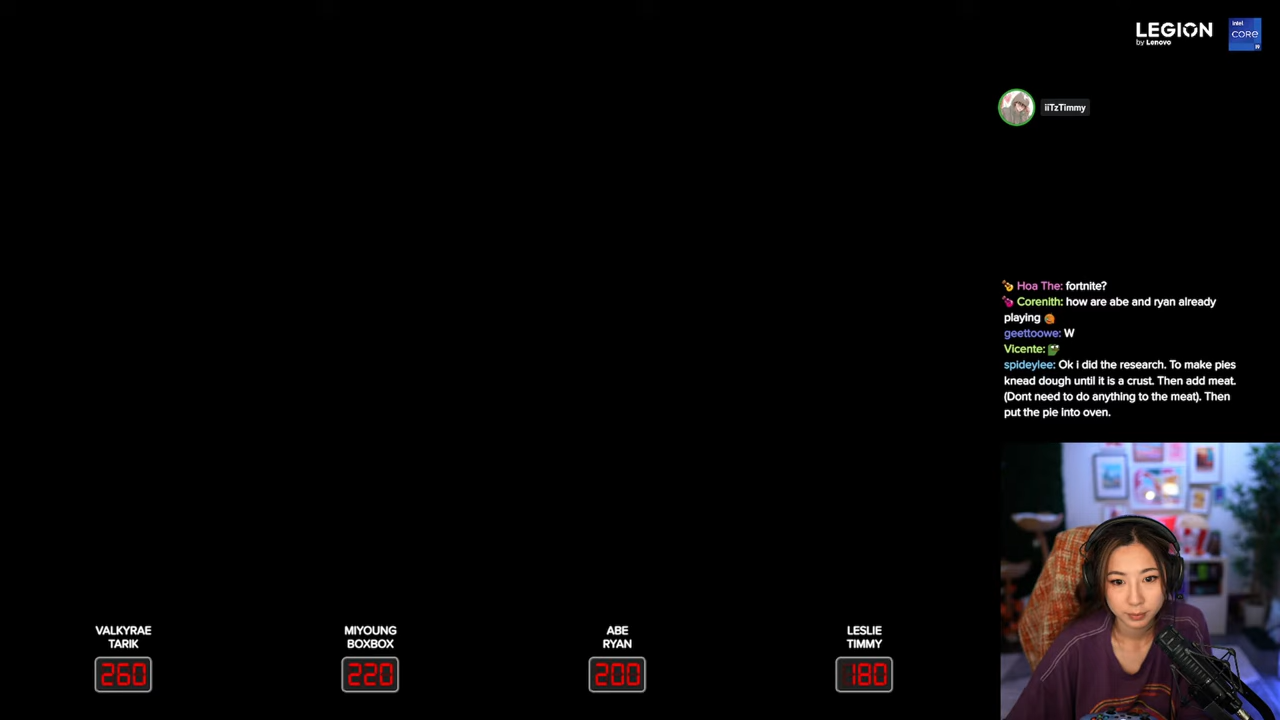 LEGION
by Lenovo
intel
CORE
i9
iiTzTimmy
Hoa The: fortnite?
Corenith: how are abe and ryan already
playing
geettoowe: W
Vicente:
spideylee: Ok i did the research. To make pies
knead dough until it is a crust. Then add meat.
(Dont need to do anything to the meat). Then
put the pie into oven.
VALKYRAE
TARIK
260
MIYOUNG
BOXBOX
220
ABE
RYAN
200
LESLIE
TIMMY
180